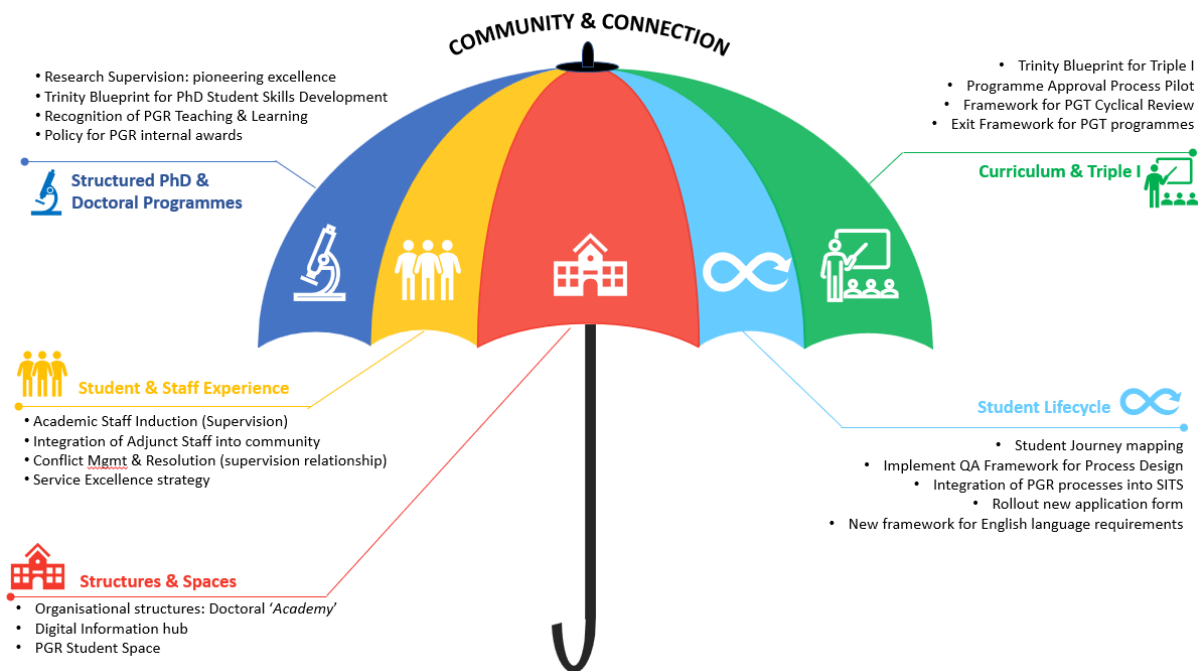 COMMUNITY & CONNECTION
• Research Supervision: pioneering excellence
• Trinity Blueprint for PhD Student Skills Development
• Recognition of PGR Teaching & Learning
• Policy for PGR internal awards
Structured PhD &
Doctoral Programmes
• Trinity Blueprint for Triple I
• Programme Approval Process Pilot
• Framework for PGT Cyclical Review
• Exit Framework for PGT programmes
Curriculum & Triple I
Student & Staff Experience
• Academic Staff Induction (Supervision)
• Integration of Adjunct Staff into community
• Conflict Mgmt & Resolution (supervision relationship)
• Service Excellence strategy
Student Lifecycle
• Student Journey mapping
• Implement QA Framework for Process Design
• Integration of PGR processes into SITS
• Rollout new application form
• New framework for English language requirements
Structures & Spaces
• Organisational structures: Doctoral ‘Academy’
• Digital Information hub
• PGR Student Space